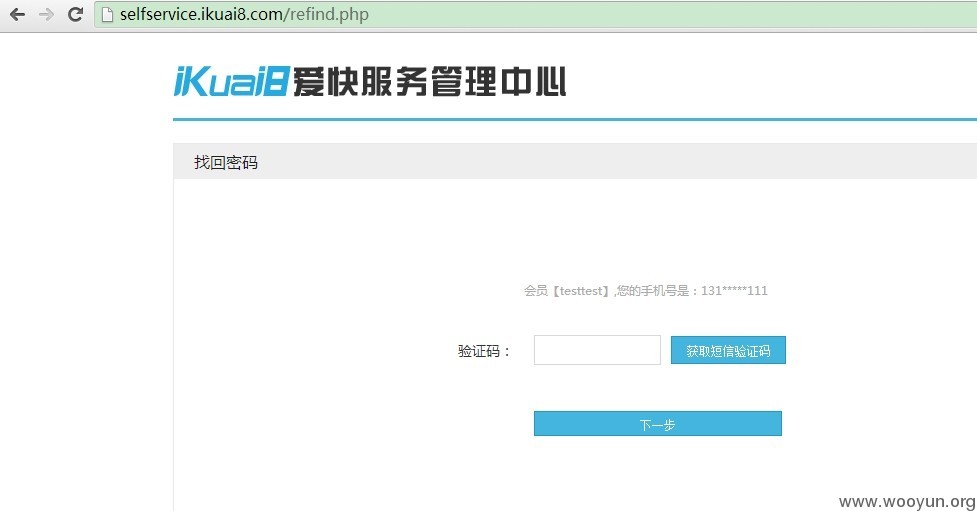 selfservice.ikuai8.com/refind.php
iKuai8 爱快服务管理中心
找回密码
会员【testtest】,您的手机号是：131*****111
验证码： 获取短信验证码
下一步
www.wooyun.org